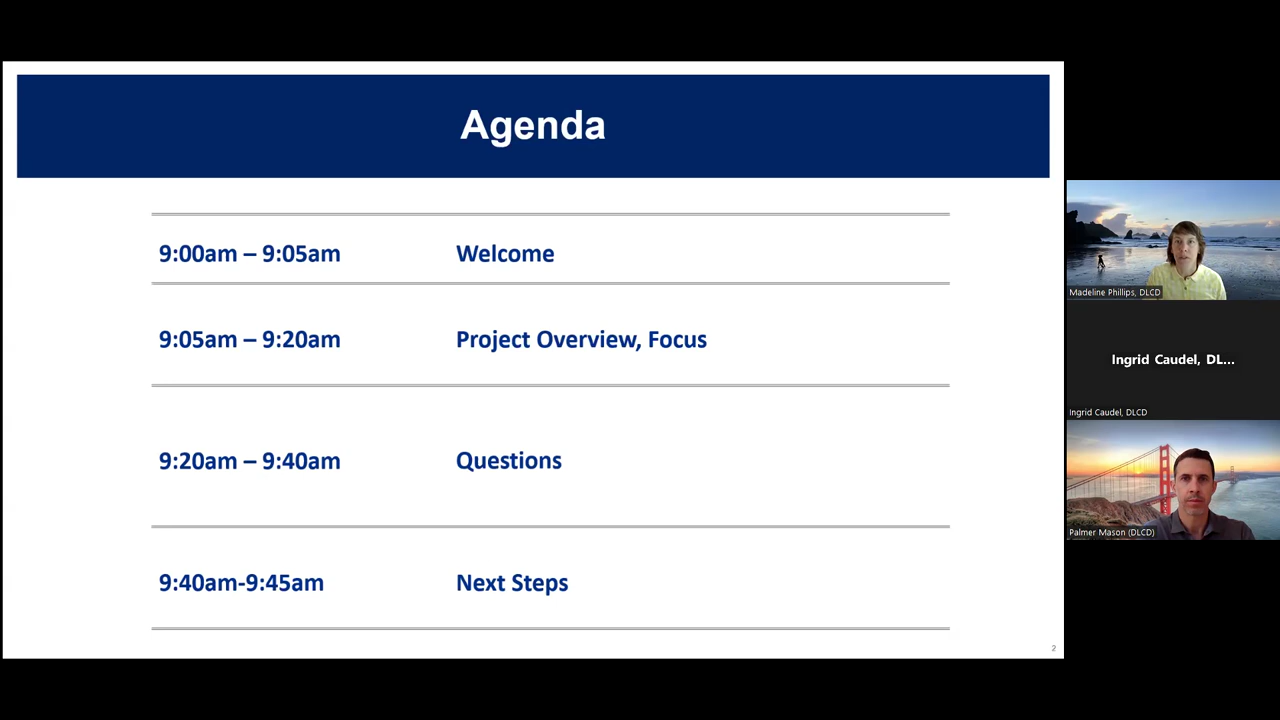 Agenda
9:00am – 9:05am Welcome
9:05am – 9:20am Project Overview, Focus
9:20am – 9:40am Questions
9:40am-9:45am Next Steps
2
Madeline Phillips, DLCD
Ingrid Caudel, DL...
Ingrid Caudel, DLCD
Palmer Mason (DLCD)